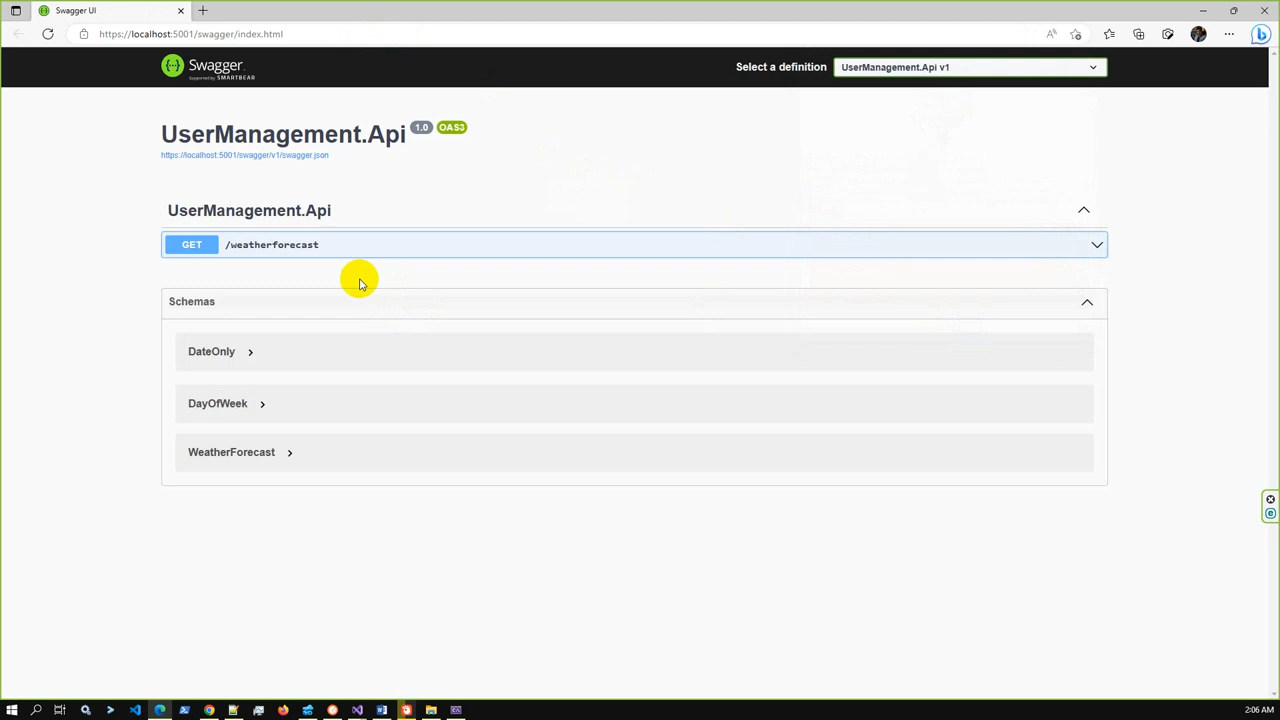 Swagger UI
https://localhost:5001/swagger/index.html
Swagger
Supported by SMARTBEAR
Select a definition
UserManagement.Api v1
UserManagement.Api 1.0 OAS3
https://localhost:5001/swagger/v1/swagger.json
UserManagement.Api
GET /weatherforecast
Schemas
DateOnly
DayOfWeek
WeatherForecast
2:06 AM